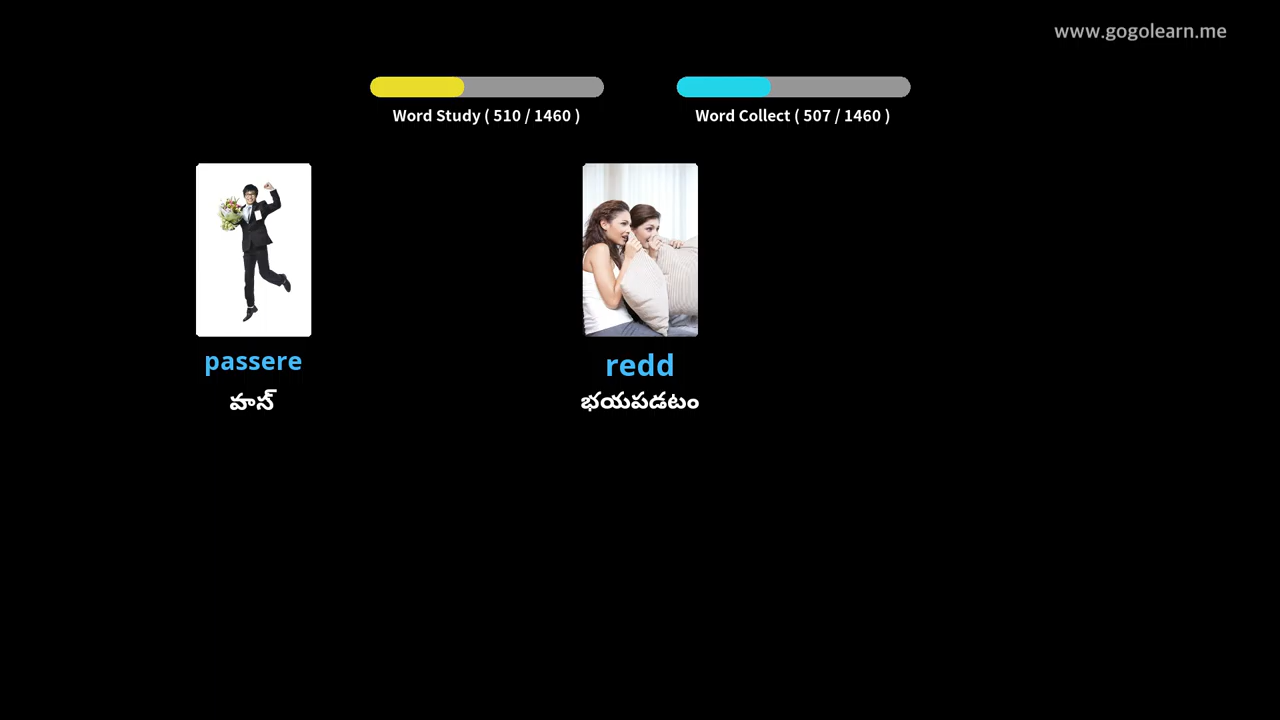 www.gogolearn.me
Word Study ( 510 / 1460 )
Word Collect ( 507 / 1460 )
passere
పాస్
redd
భయపడటం